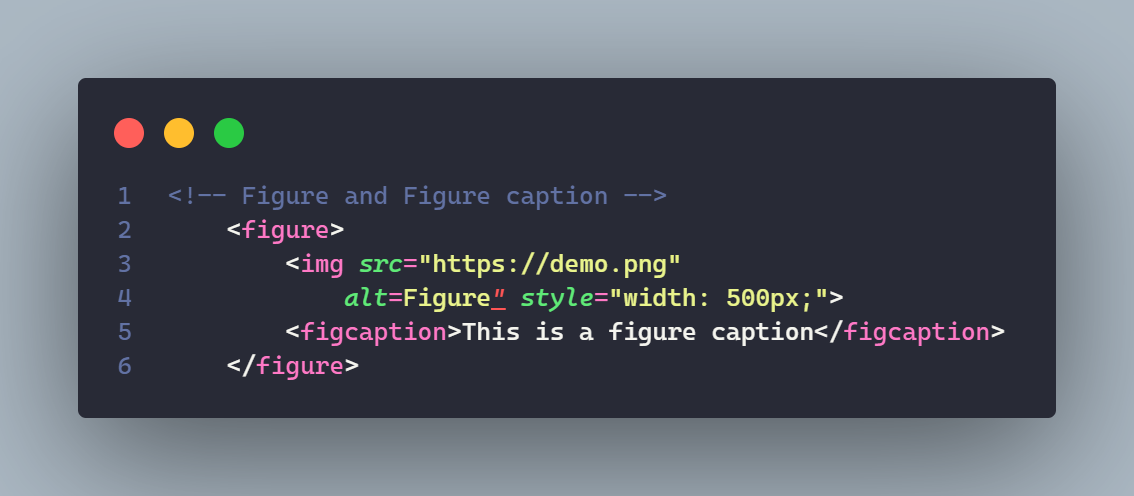 1 <!-- Figure and Figure caption -->
2     <figure>
3         <img src="https://demo.png"
4             alt=Figure" style="width: 500px;">
5         <figcaption>This is a figure caption</figcaption>
6     </figure>